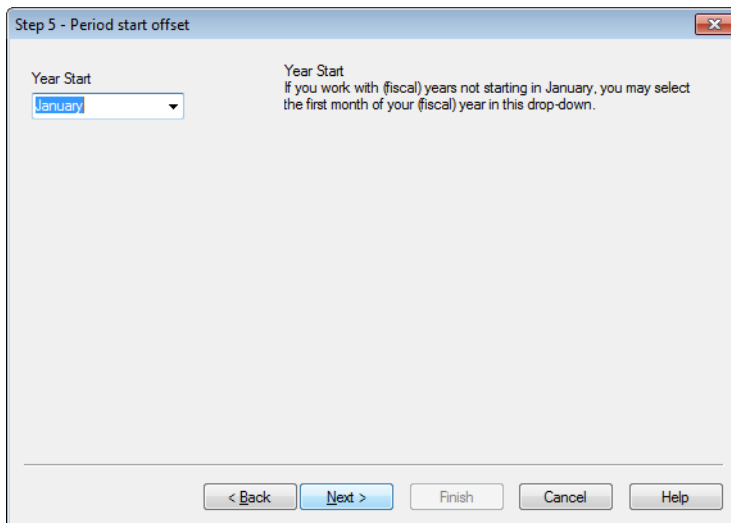 Step 5 - Period start offset
Year Start
January
Year Start
If you work with (fiscal) years not starting in January, you may select
the first month of your (fiscal) year in this drop-down.
< Back
Next >
Finish
Cancel
Help